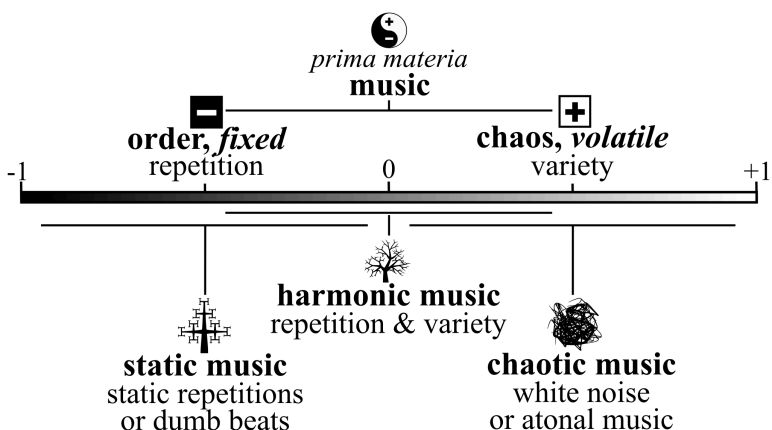 prima materia
music
order, fixed
repetition
chaos, volatile
variety
-1
0
+1
harmonic music
repetition & variety
static music
static repetitions
or dumb beats
chaotic music
white noise
or atonal music